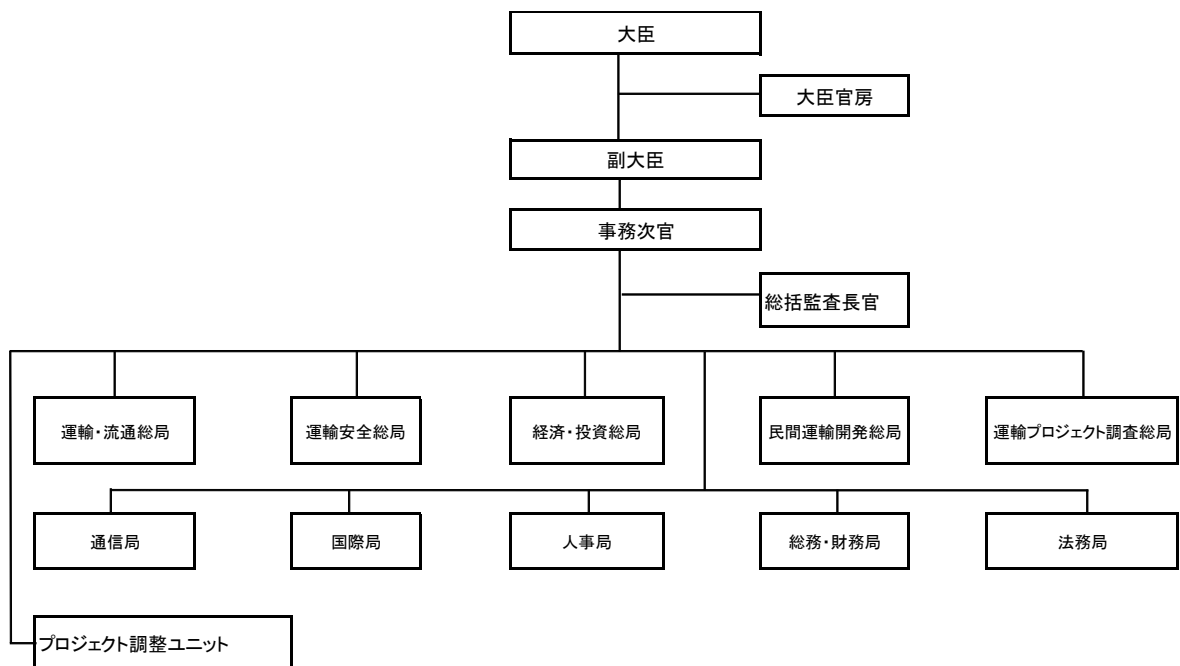 大臣
大臣官房
副大臣
事務次官
総括監査長官
運輸・流通総局
運輸安全総局
経済・投資総局
民間運輸開発総局
運輸プロジェクト調査総局
通信局
国際局
人事局
総務・財務局
法務局
プロジェクト調整ユニット